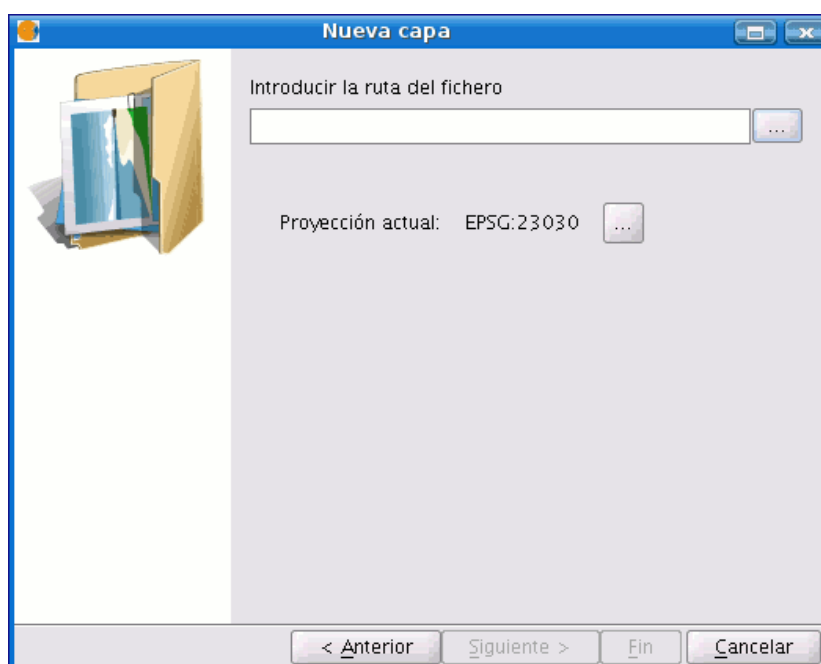 Nueva capa
Introducir la ruta del fichero
...
Proyección actual: EPSG:23030 ...
< Anterior Siguiente > Fin Cancelar